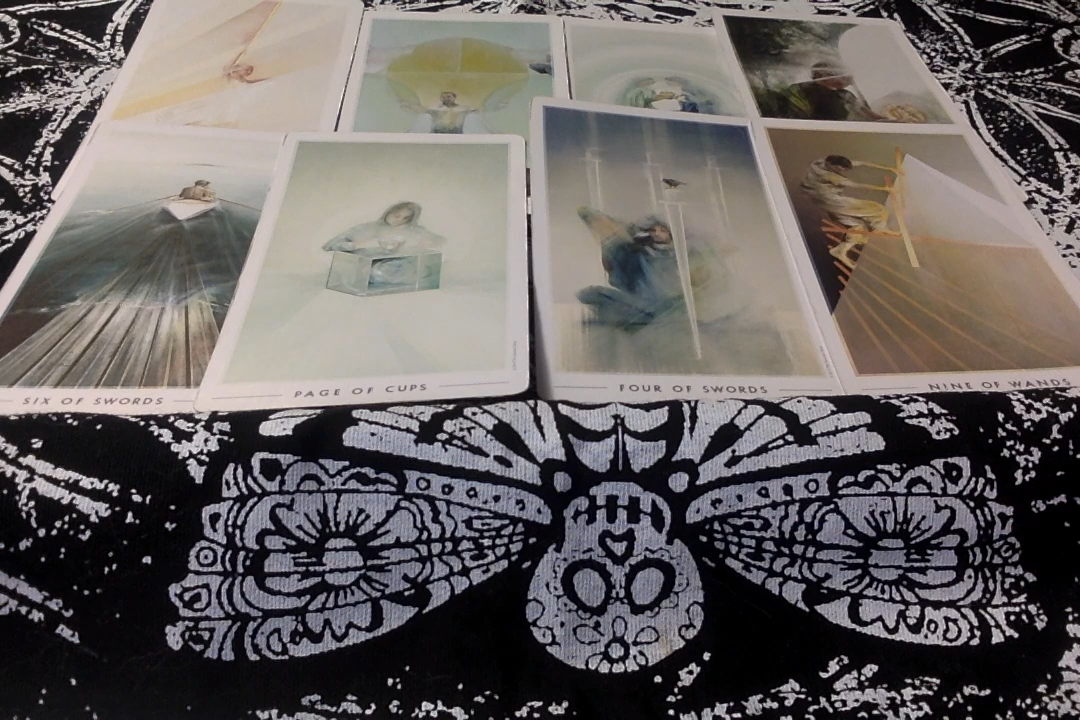 SIX OF SWORDS
PAGE OF CUPS
FOUR OF SWORDS
NINE OF WANDS